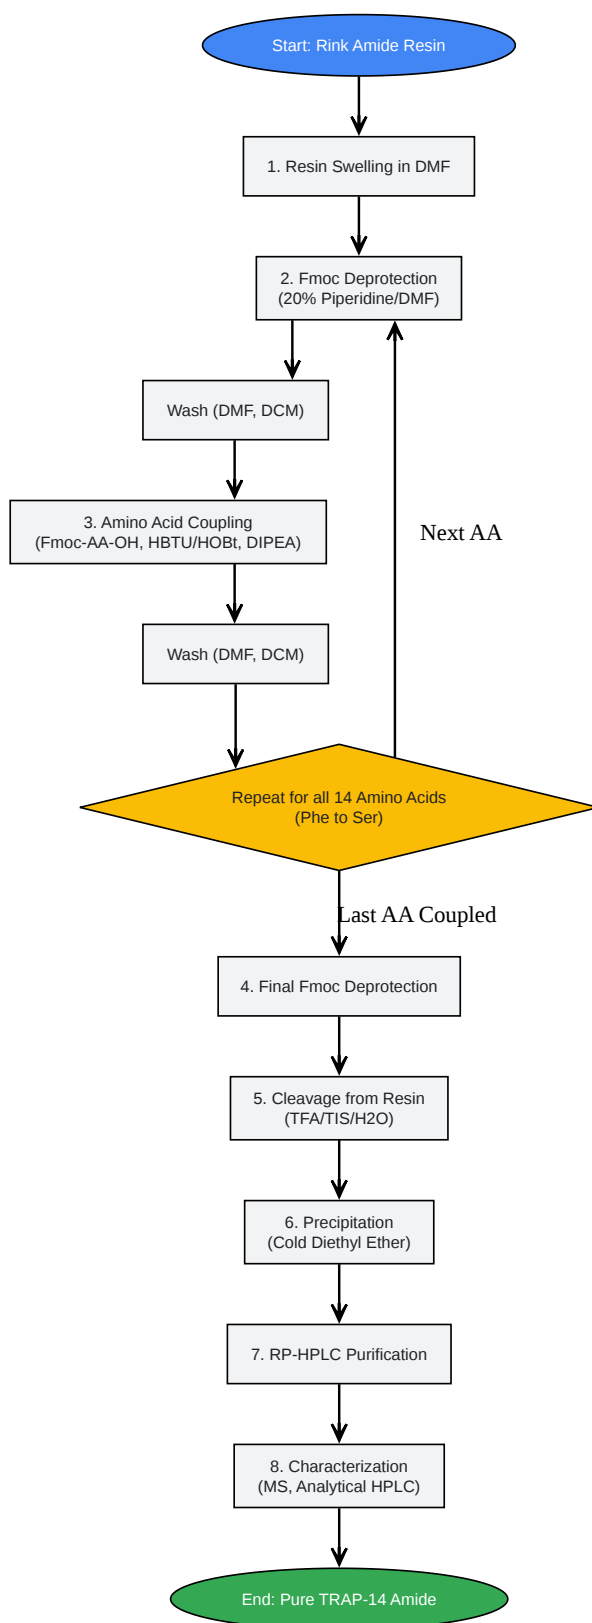 Start: Rink Amide Resin
1. Resin Swelling in DMF
2. Fmoc Deprotection
(20% Piperidine/DMF)
Wash (DMF, DCM)
3. Amino Acid Coupling
(Fmoc-AA-OH, HBTU/HOBt, DIPEA)
Next AA
Wash (DMF, DCM)
Repeat for all 14 Amino Acids
(Phe to Ser)
Last AA Coupled
4. Final Fmoc Deprotection
5. Cleavage from Resin
(TFA/TIS/H2O)
6. Precipitation
(Cold Diethyl Ether)
7. RP-HPLC Purification
8. Characterization
(MS, Analytical HPLC)
End: Pure TRAP-14 Amide